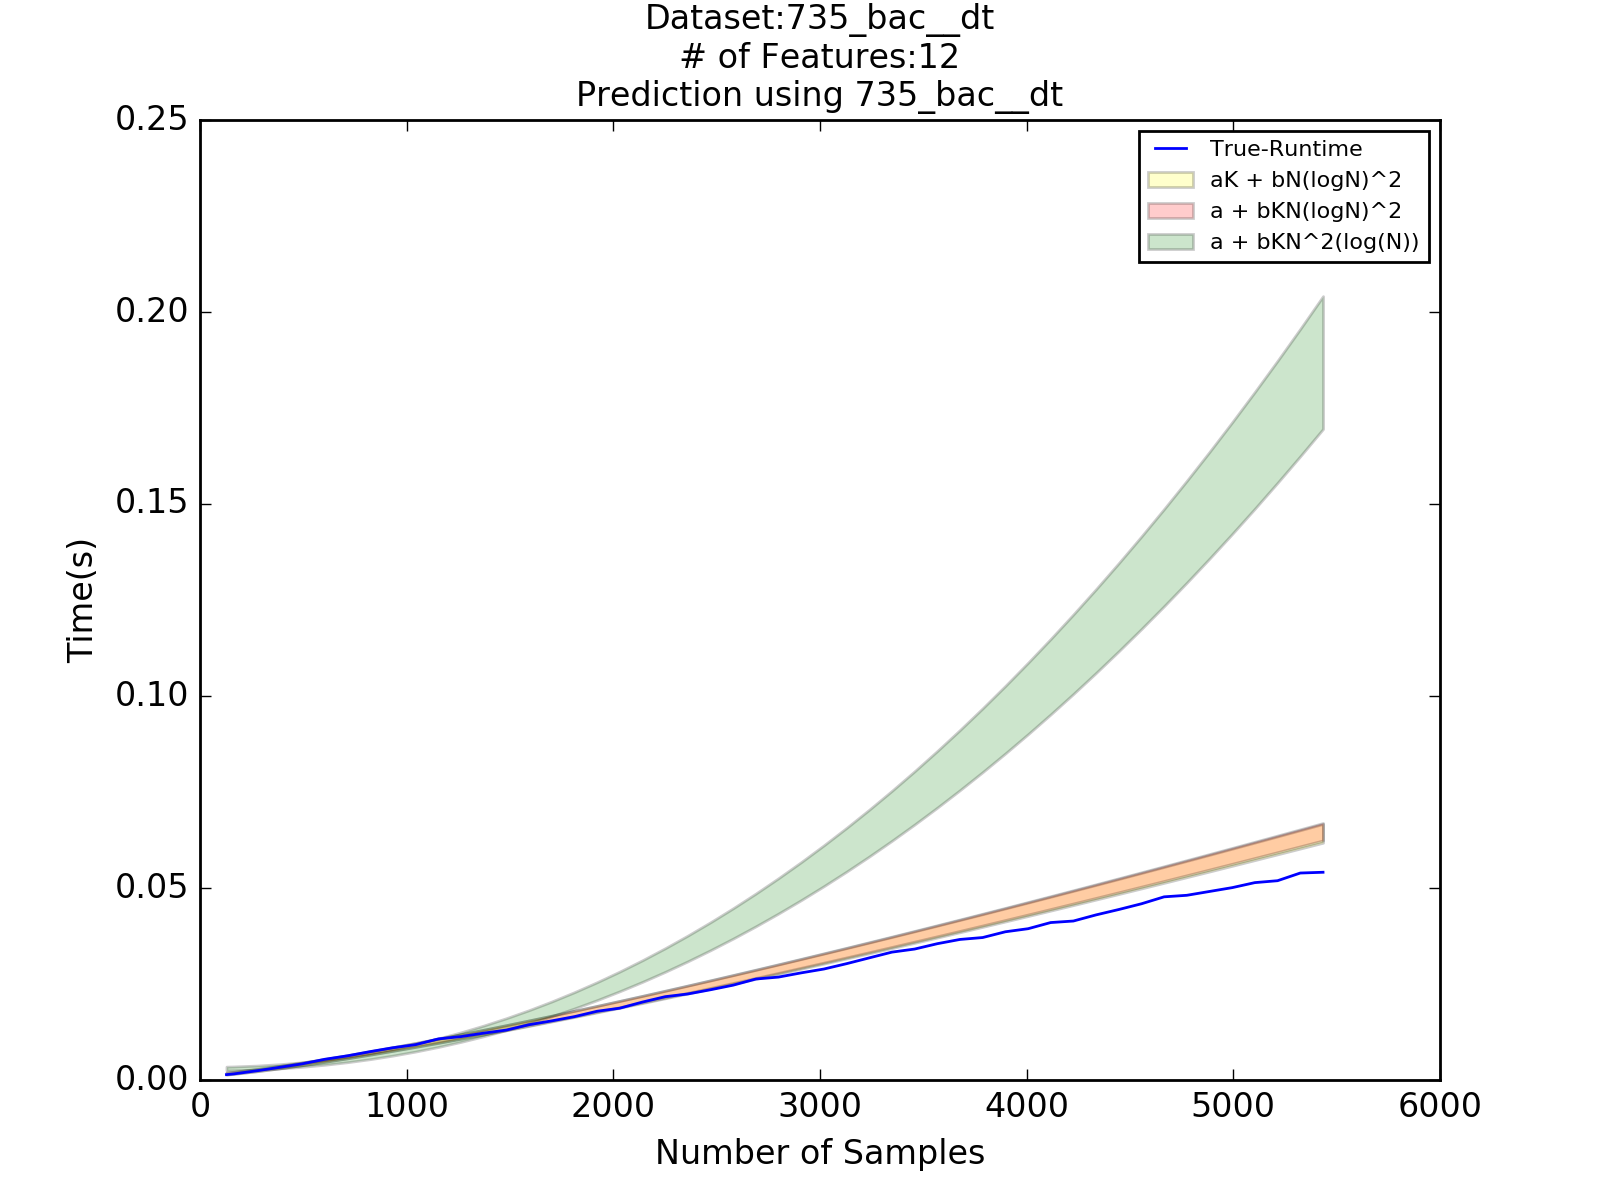 Dataset:735_bac__dt
# of Features:12
Prediction using 735_bac__dt
True-Runtime
aK + bN(logN)^2
a + bKN(logN)^2
a + bKN^2(log(N))
0.25
0.20
0.15
0.10
0.05
0.00
Time(s)
0 1000 2000 3000 4000 5000 6000
Number of Samples